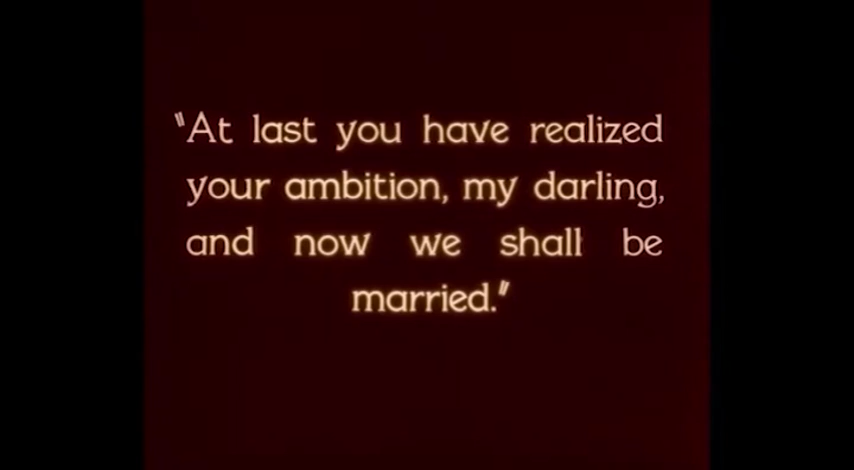 "At last you have realized
your ambition, my darling,
and now we shall be
married."